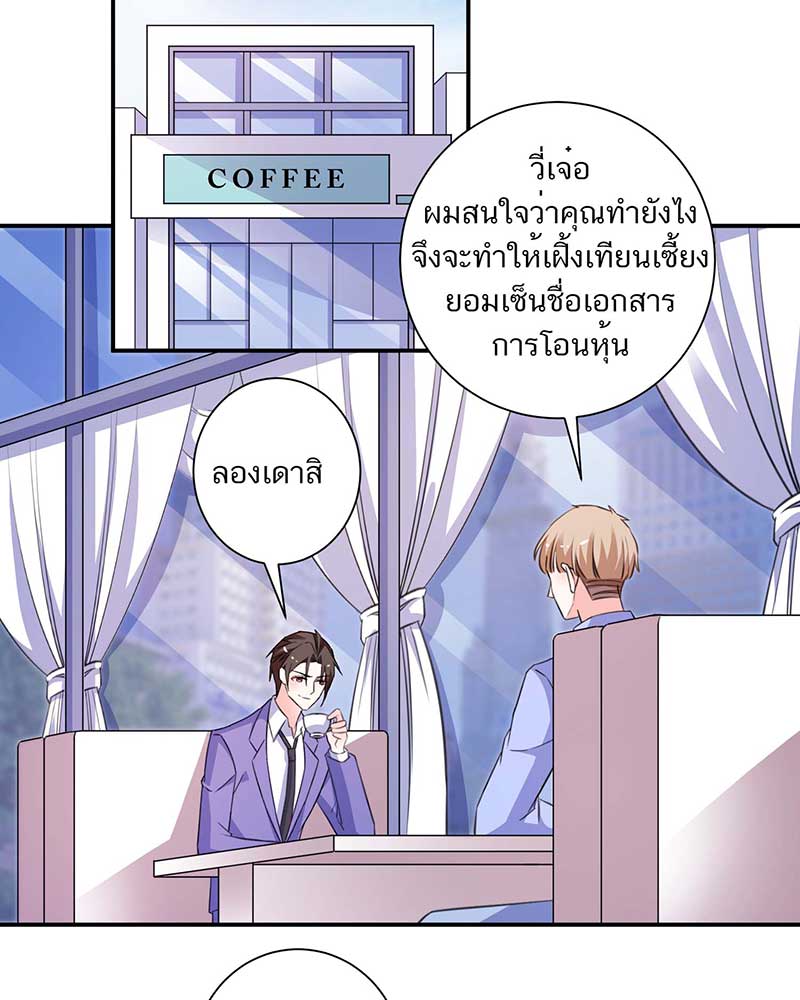 COFFEE
วี่เจ๋อ
ผมสนใจว่าคุณทำยังไง
จึงจะทำให้เฝิ้งเทียนเซี้ยง
ยอมเซ็นชื่อเอกสาร
การโอนหุ้น
ลองเดาสิ